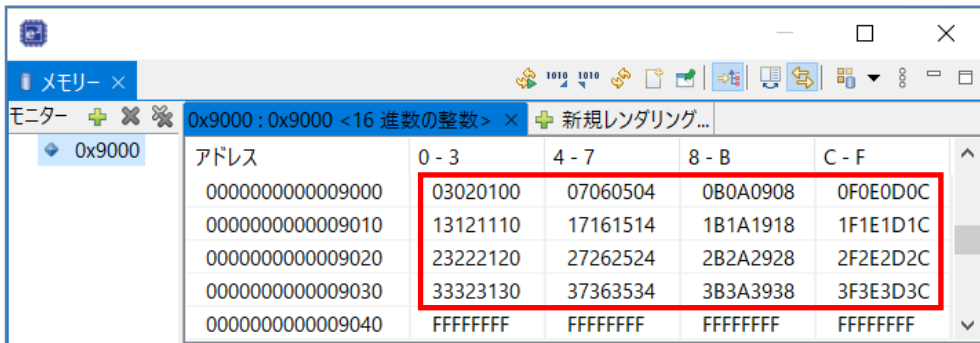 e²
メモリー
1010 1010
モニター
0x9000 : 0x9000 <16 進数の整数>
新規レンダリング...
0x9000
アドレス 0 - 3 4 - 7 8 - B C - F
0000000000009000 03020100 07060504 0B0A0908 0F0E0D0C
0000000000009010 13121110 17161514 1B1A1918 1F1E1D1C
0000000000009020 23222120 27262524 2B2A2928 2F2E2D2C
0000000000009030 33323130 37363534 3B3A3938 3F3E3D3C
0000000000009040 FFFFFFFF FFFFFFFF FFFFFFFF FFFFFFFF